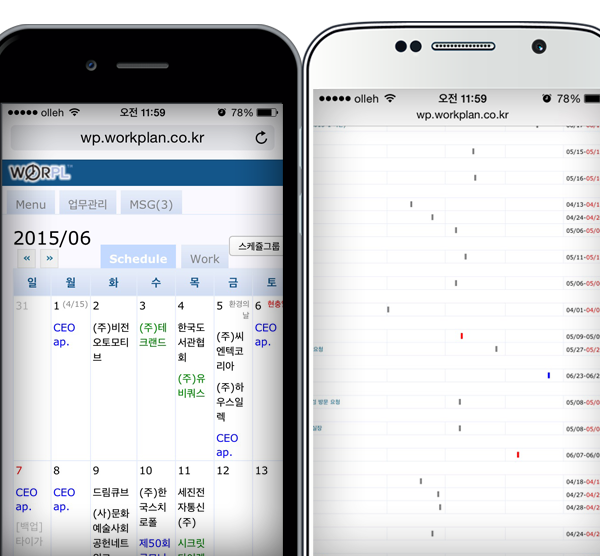 olleh 오전 11:59 78%
wp.workplan.co.kr
WORPL
Menu 업무관리 MSG(3)
2015/06
« » Schedule Work 스케쥴그룹
일 월 화 수 목 금 토
31 1 (4/15) 2 3 4 5 환경의날 6 현충
CEO ap.
(주)비전오토모티브
(주)테크랜드
한국도서관협회
(주)유비쿼스
(주)씨엔텍코리아
(주)하우스일렉
CEO ap.
CEO ap.
7 8 9 10 11 12 13
CEO ap.
[백업]
타이가
CEO ap.
드림큐브
(사)문화예술사회공헌네트
(주)한국스치로폴
제50회
세진전자통신(주)
시크릿
olleh 오전 11:59 78%
wp.workplan.co.kr
05/15-05/1
05/16-05/1
04/13-04/1
04/24-04/2
05/06-05/0
05/11-05/1
05/06-05/0
04/01-04/0
05/09-05/0
요청 05/27-05/2
06/23-06/2
방문 요청 05/08-05/0
05/08-05/0
06/07-06/0
04/18-04/1
04/27-04/2
04/28-04/2
04/24-04/2